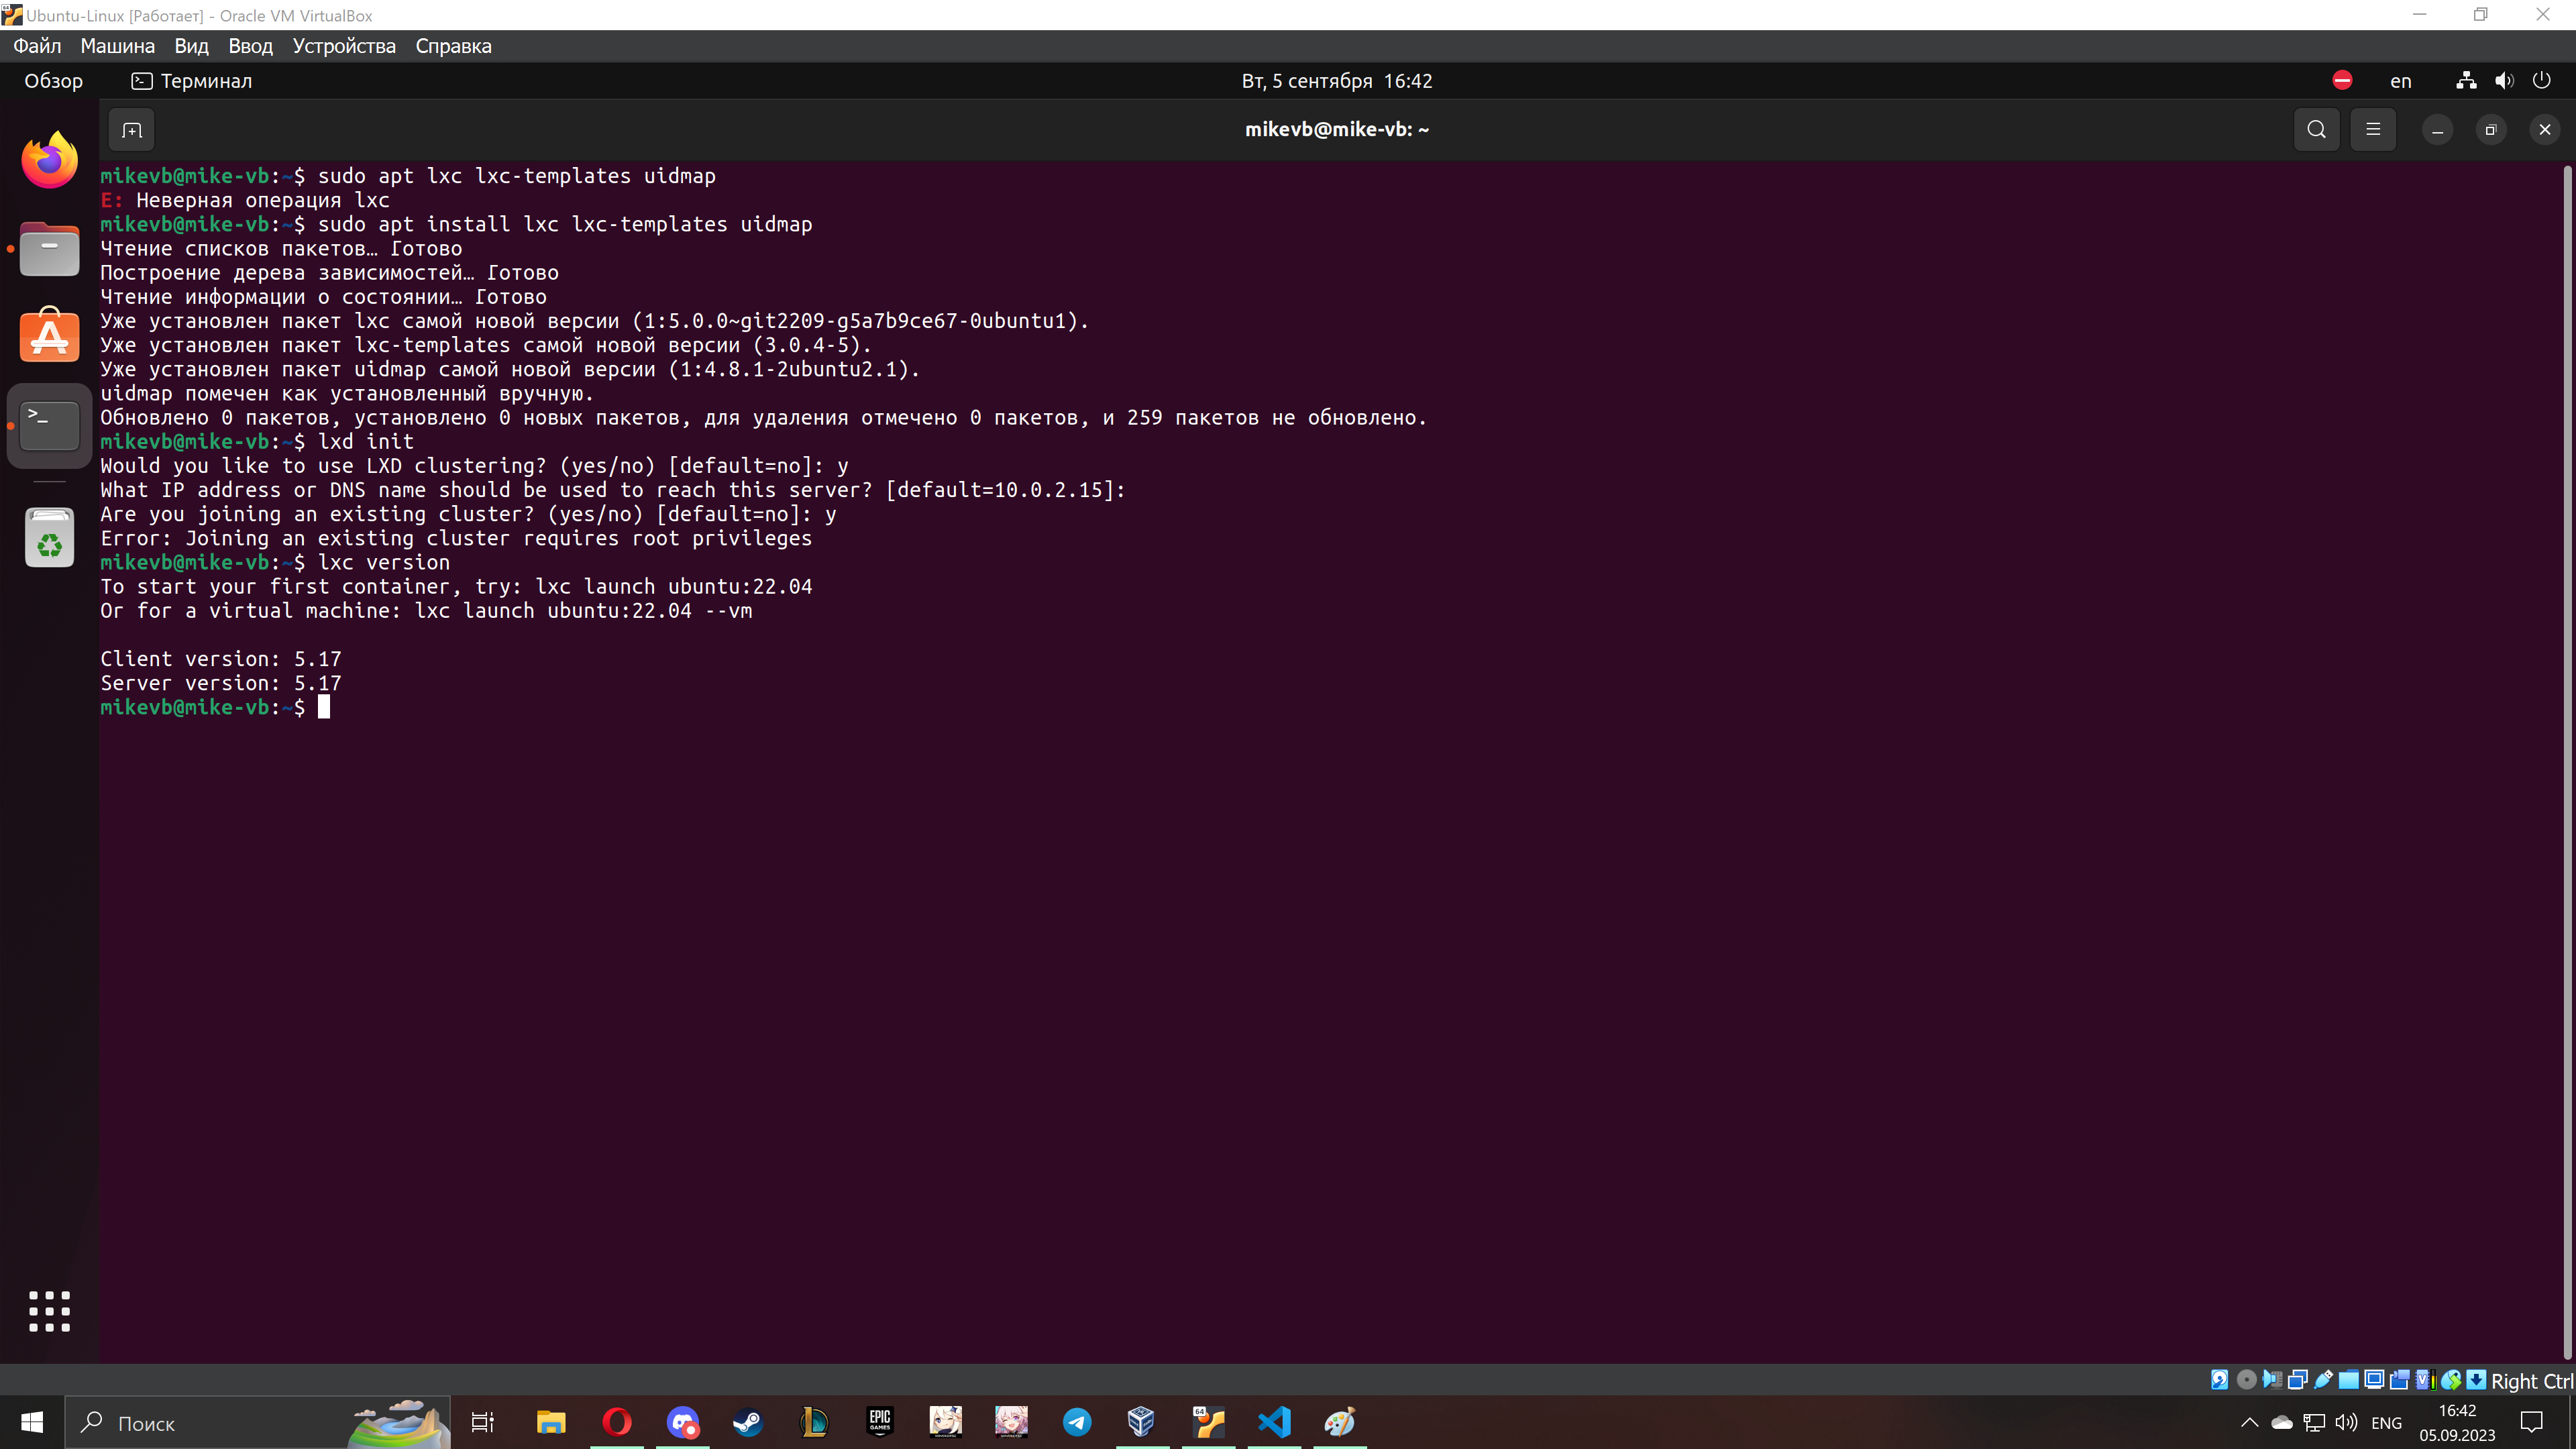 Ubuntu-Linux [Работает] - Oracle VM VirtualBox
Файл Машина Вид Ввод Устройства Справка
Обзор Терминал Вт, 5 сентября 16:42 en
mikevb@mike-vb: ~
mikevb@mike-vb:~$ sudo apt lxc lxc-templates uidmap
E: Неверная операция lxc
mikevb@mike-vb:~$ sudo apt install lxc lxc-templates uidmap
Чтение списков пакетов… Готово
Построение дерева зависимостей… Готово
Чтение информации о состоянии… Готово
Уже установлен пакет lxc самой новой версии (1:5.0.0~git2209-g5a7b9ce67-0ubuntu1).
Уже установлен пакет lxc-templates самой новой версии (3.0.4-5).
Уже установлен пакет uidmap самой новой версии (1:4.8.1-2ubuntu2.1).
uidmap помечен как установленный вручную.
Обновлено 0 пакетов, установлено 0 новых пакетов, для удаления отмечено 0 пакетов, и 259 пакетов не обновлено.
mikevb@mike-vb:~$ lxd init
Would you like to use LXD clustering? (yes/no) [default=no]: y
What IP address or DNS name should be used to reach this server? [default=10.0.2.15]:
Are you joining an existing cluster? (yes/no) [default=no]: y
Error: Joining an existing cluster requires root privileges
mikevb@mike-vb:~$ lxc version
To start your first container, try: lxc launch ubuntu:22.04
Or for a virtual machine: lxc launch ubuntu:22.04 --vm
Client version: 5.17
Server version: 5.17
mikevb@mike-vb:~$
Right Ctrl
Поиск
EPIC GAMES
64
ENG
16:42
05.09.2023